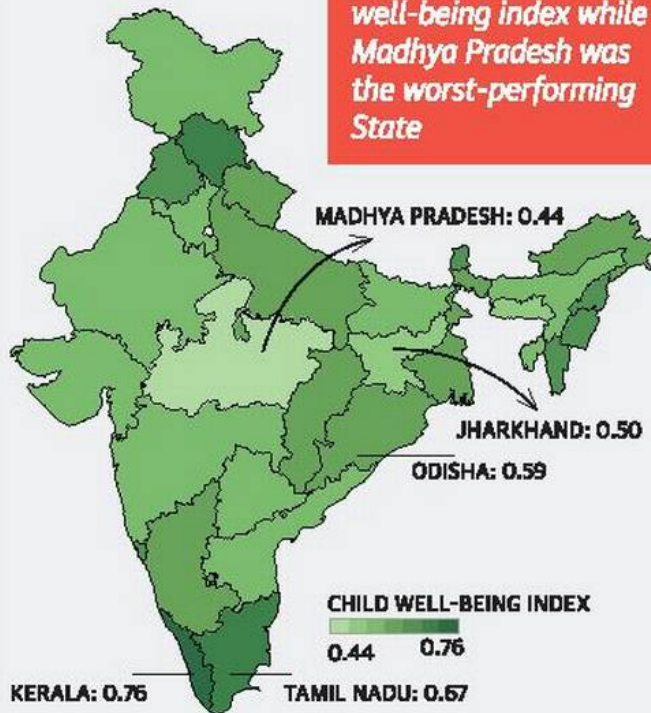 well-being index while
Madhya Pradesh was
the worst-performing
State
MADHYA PRADESH: 0.44
JHARKHAND: 0.50
ODISHA: 0.59
CHILD WELL-BEING INDEX
0.44 0.76
KERALA: 0.76 TAMIL NADU: 0.67